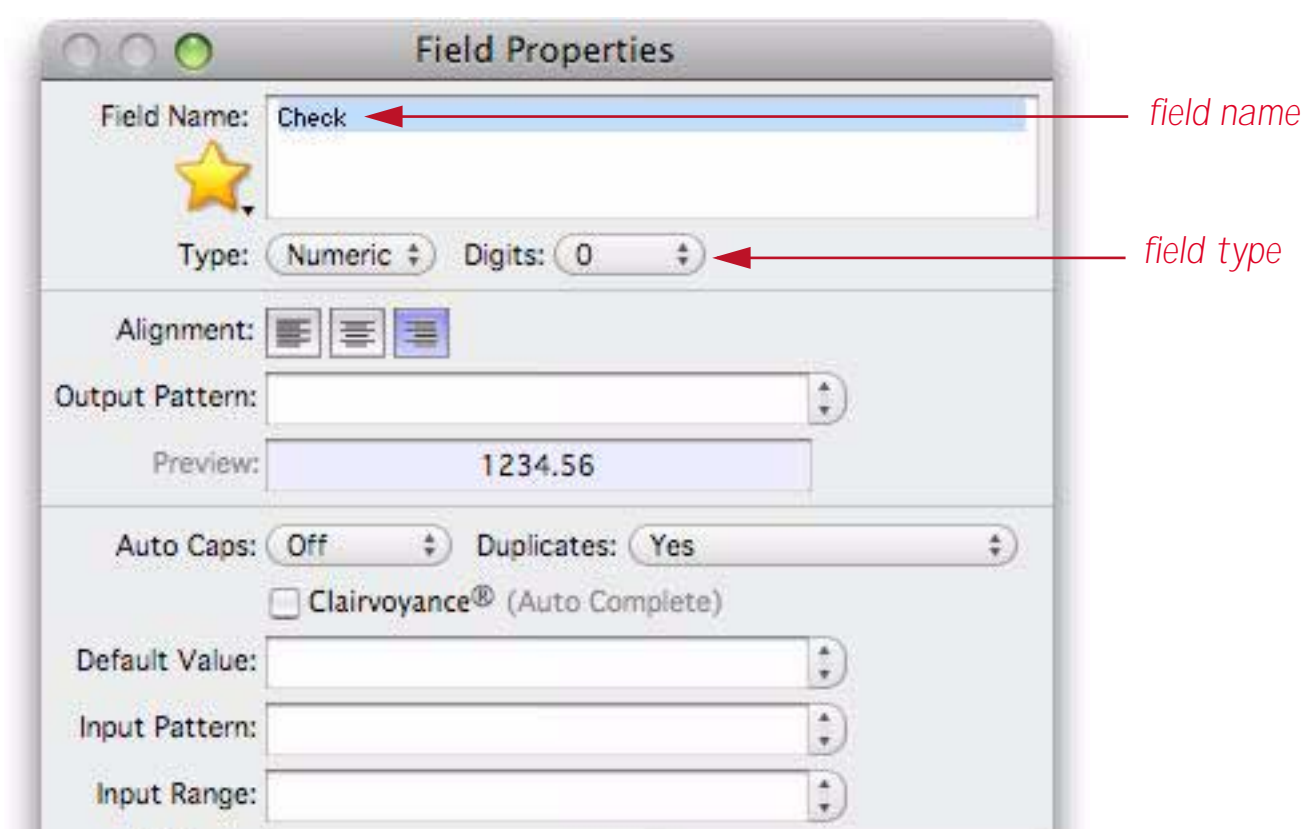 Field Properties
Field Name: Check
field name
Type: Numeric Digits: 0
field type
Alignment:
Output Pattern:
Preview: 1234.56
Auto Caps: Off Duplicates: Yes
Clairvoyance® (Auto Complete)
Default Value:
Input Pattern:
Input Range: